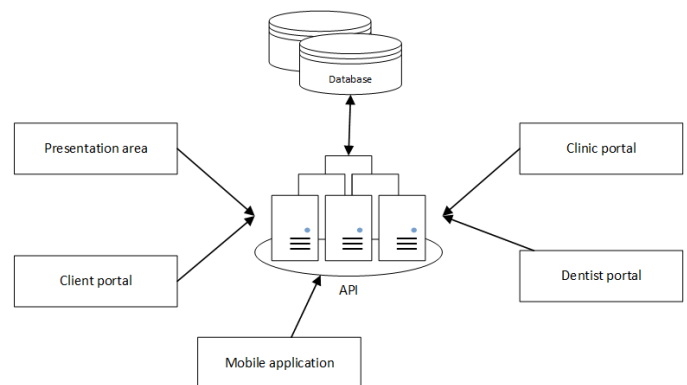 Database
Presentation area
Clinic portal
Client portal
Dentist portal
API
Mobile application